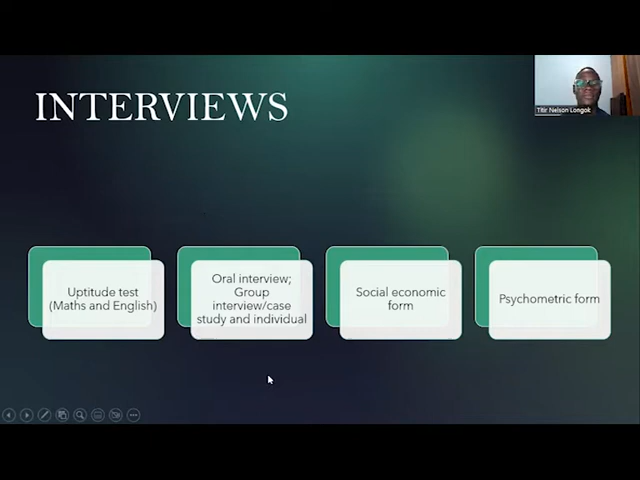 INTERVIEWS
Titir Nelson Longok
Uptitude test
(Maths and English)
Oral interview;
Group
interview/case
study and individual
Social economic
form
Psychometric form